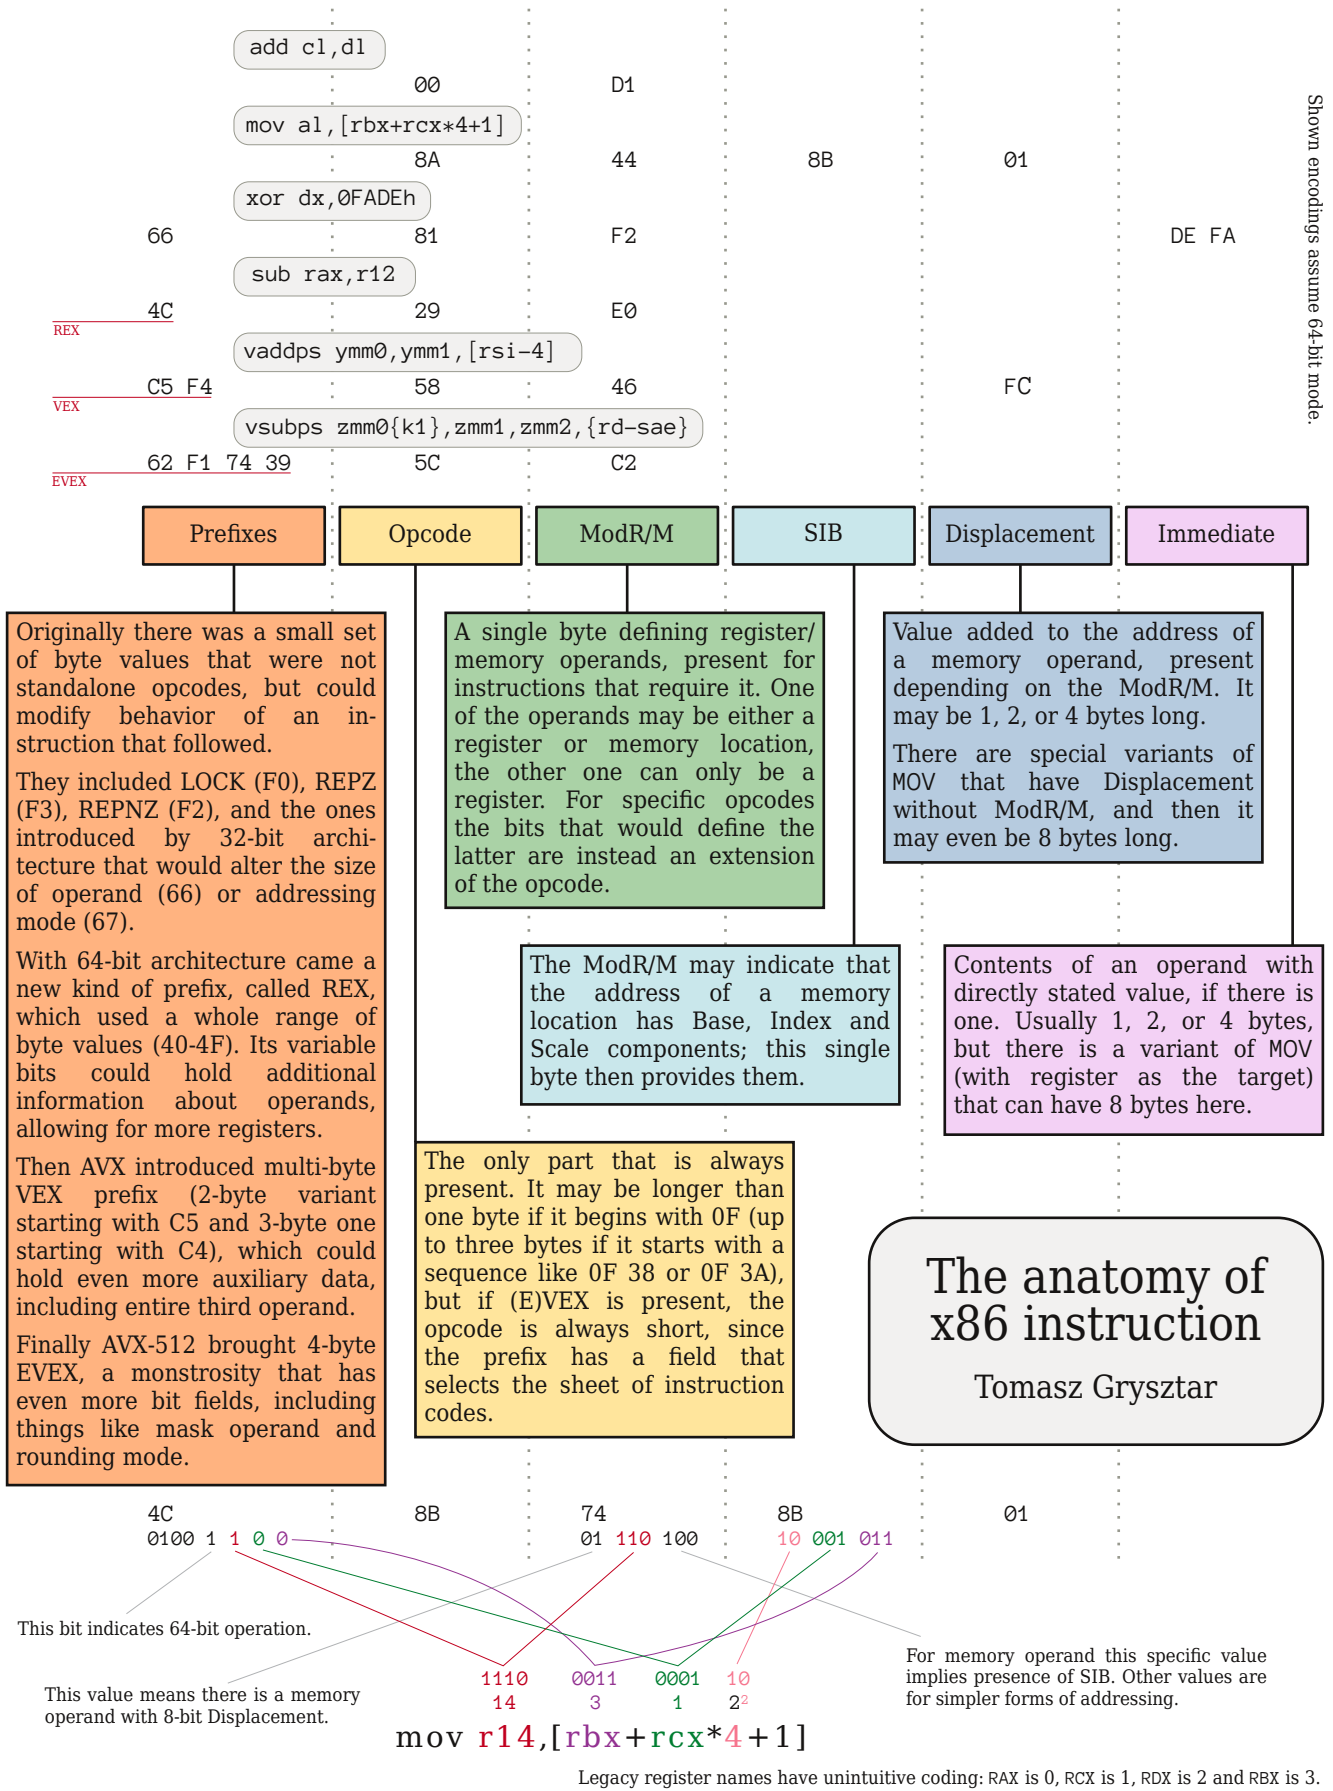 add cl,dl
00 D1
mov al,[rbx+rcx*4+1]
8A 44 8B 01
xor dx,0FADEh
66 81 F2 DE FA
sub rax,r12
4C 29 E0
REX
vaddps ymm0,ymm1,[rsi-4]
C5 F4 58 46 FC
VEX
vsubps zmm0{k1},zmm1,zmm2,{rd-sae}
62 F1 74 39 5C C2
EVEX
Shown encodings assume 64-bit mode.
Prefixes
Opcode
ModR/M
SIB
Displacement
Immediate
Originally there was a small set
of byte values that were not
standalone opcodes, but could
modify behavior of an in-
struction that followed.
They included LOCK (F0), REPZ
(F3), REPNZ (F2), and the ones
introduced by 32-bit archi-
tecture that would alter the size
of operand (66) or addressing
mode (67).
With 64-bit architecture came a
new kind of prefix, called REX,
which used a whole range of
byte values (40-4F). Its variable
bits could hold additional
information about operands,
allowing for more registers.
Then AVX introduced multi-byte
VEX prefix (2-byte variant
starting with C5 and 3-byte one
starting with C4), which could
hold even more auxiliary data,
including entire third operand.
Finally AVX-512 brought 4-byte
EVEX, a monstrosity that has
even more bit fields, including
things like mask operand and
rounding mode.
A single byte defining register/
memory operands, present for
instructions that require it. One
of the operands may be either a
register or memory location,
the other one can only be a
register. For specific opcodes
the bits that would define the
latter are instead an extension
of the opcode.
Value added to the address of
a memory operand, present
depending on the ModR/M. It
may be 1, 2, or 4 bytes long.
There are special variants of
MOV that have Displacement
without ModR/M, and then it
may even be 8 bytes long.
The ModR/M may indicate that
the address of a memory
location has Base, Index and
Scale components; this single
byte then provides them.
Contents of an operand with
directly stated value, if there is
one. Usually 1, 2, or 4 bytes,
but there is a variant of MOV
(with register as the target)
that can have 8 bytes here.
The only part that is always
present. It may be longer than
one byte if it begins with 0F (up
to three bytes if it starts with a
sequence like 0F 38 or 0F 3A),
but if (E)VEX is present, the
opcode is always short, since
the prefix has a field that
selects the sheet of instruction
codes.
The anatomy of
x86 instruction
Tomasz Grysztar
4C 8B 74 8B 01
0100 1 1 0 0 01 110 100 10 001 011
This bit indicates 64-bit operation.
This value means there is a memory
operand with 8-bit Displacement.
For memory operand this specific value
implies presence of SIB. Other values are
for simpler forms of addressing.
1110 0011 0001 10
14 3 1 2²
mov r14,[rbx+rcx*4+1]
Legacy register names have unintuitive coding: RAX is 0, RCX is 1, RDX is 2 and RBX is 3.